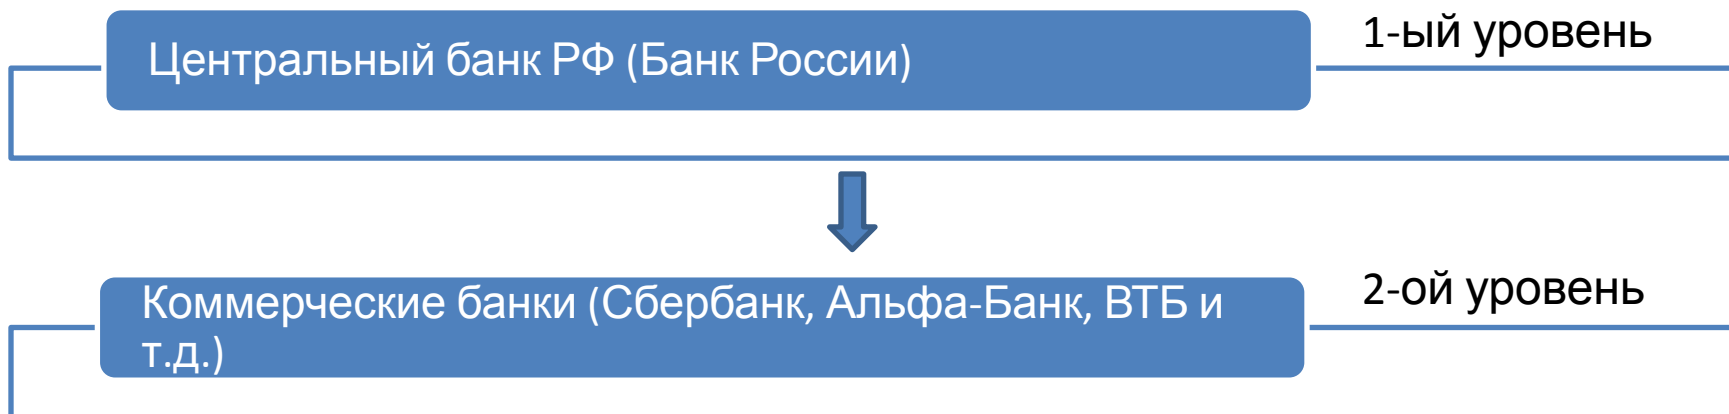 Центральный банк РФ (Банк России)
1-ый уровень
Коммерческие банки (Сбербанк, Альфа-Банк, ВТБ и
т.д.)
2-ой уровень